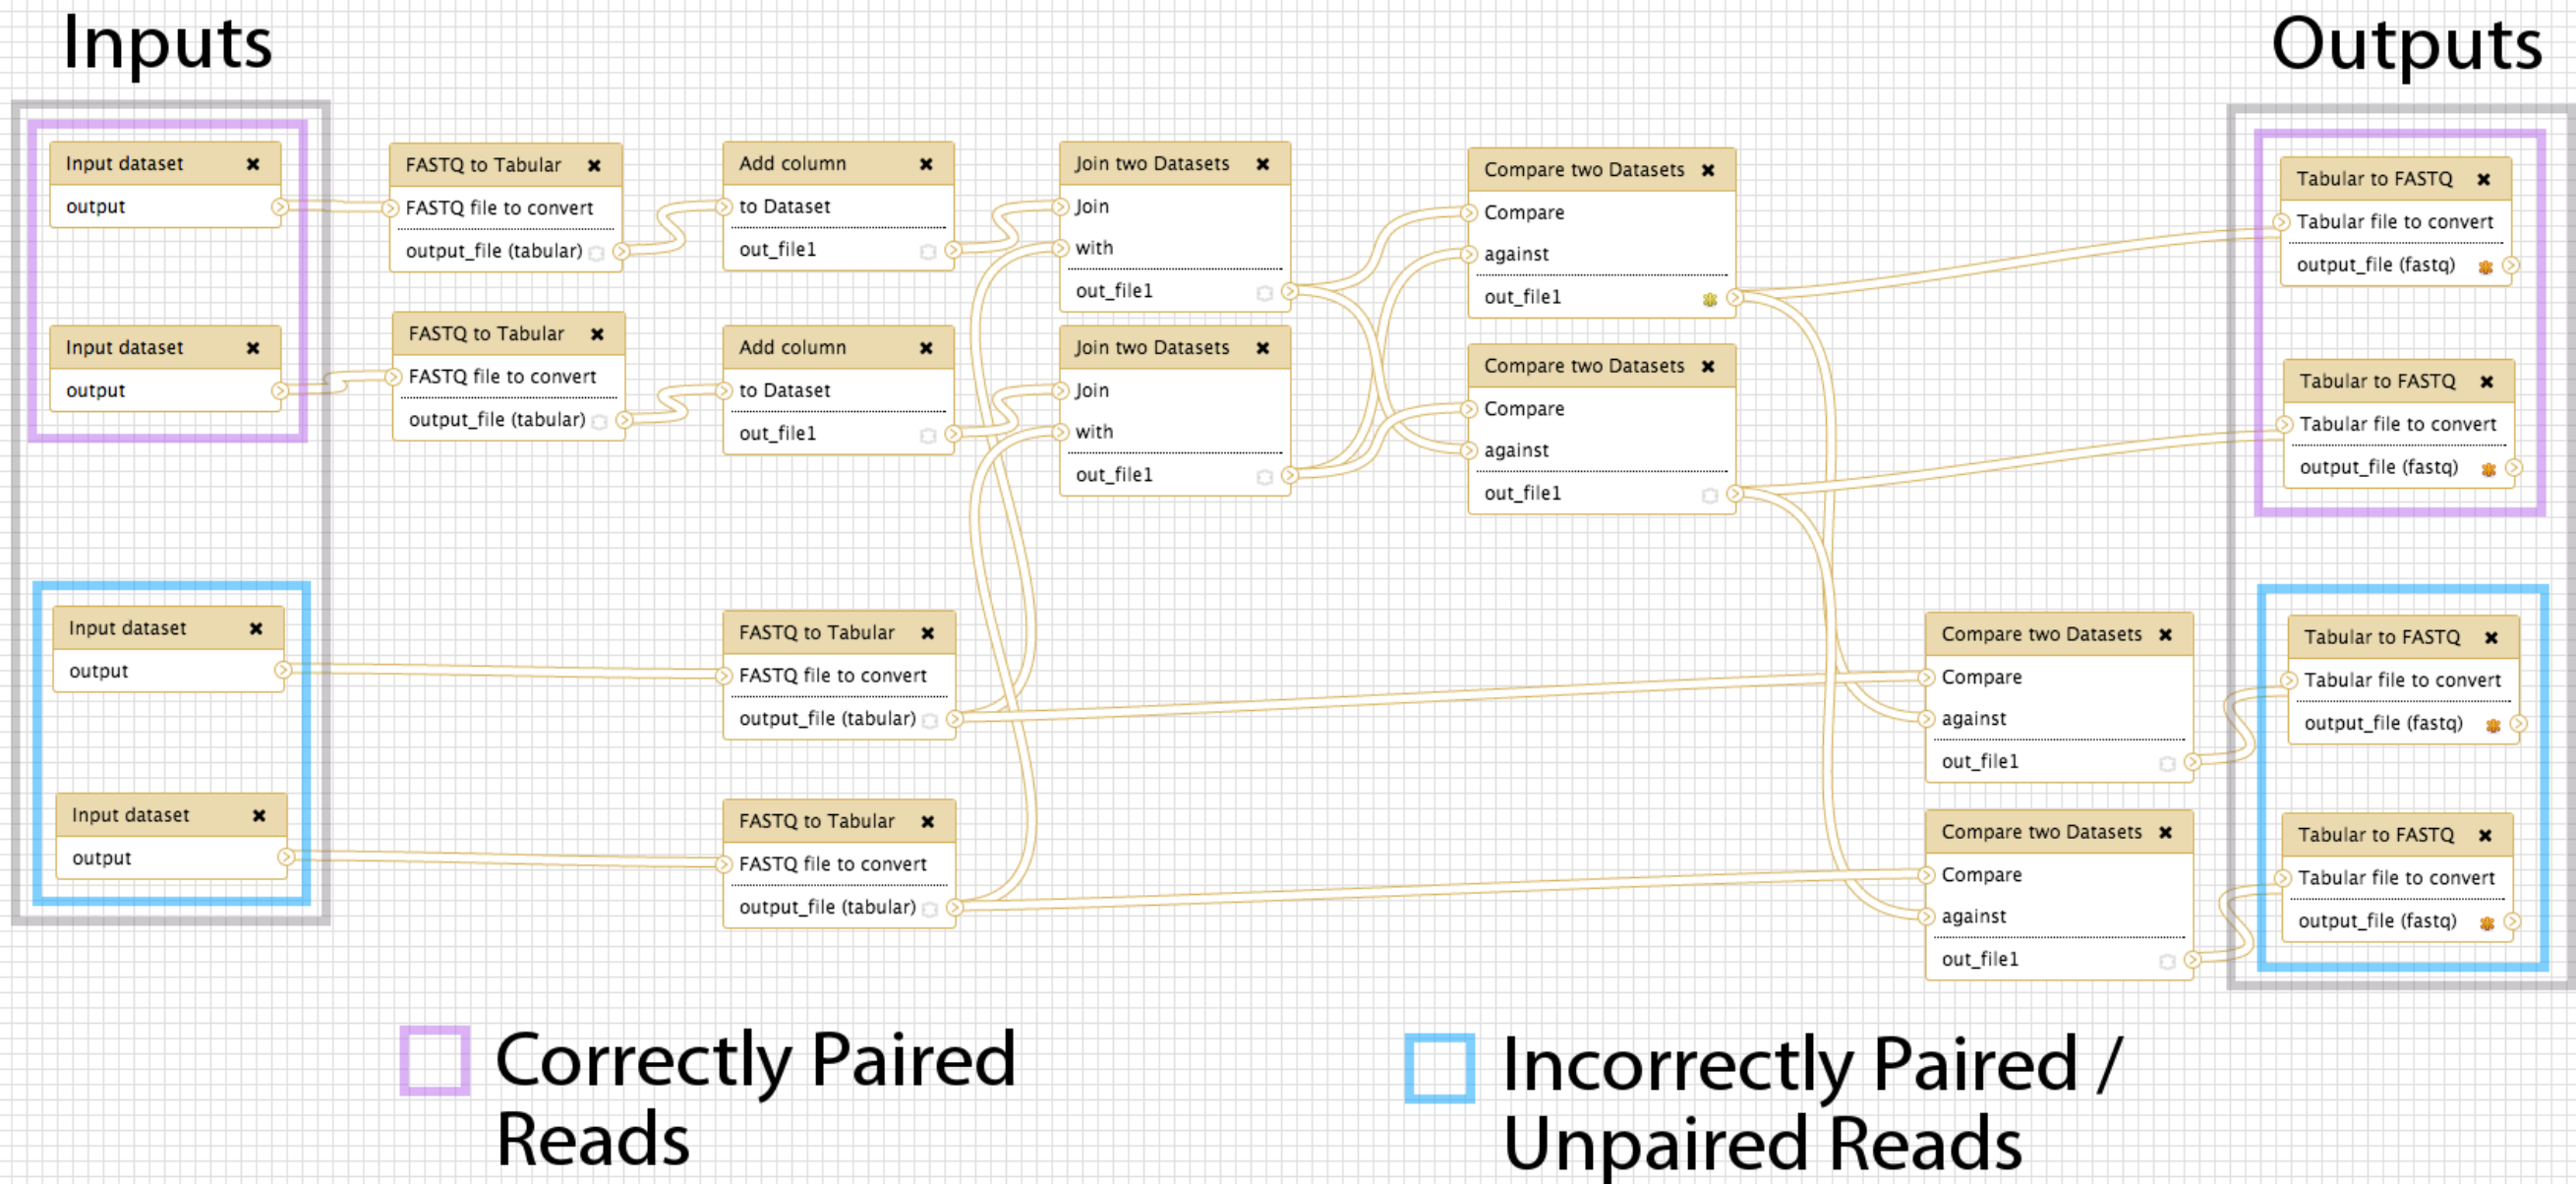 Inputs
Outputs
Input dataset
output
FASTQ to Tabular
FASTQ file to convert
output_file (tabular)
Add column
to Dataset
out_file1
Join two Datasets
Join
with
out_file1
Compare two Datasets
Compare
against
out_file1
Tabular to FASTQ
Tabular file to convert
output_file (fastq)
Input dataset
output
FASTQ to Tabular
FASTQ file to convert
output_file (tabular)
Add column
to Dataset
out_file1
Join two Datasets
Join
with
out_file1
Compare two Datasets
Compare
against
out_file1
Tabular to FASTQ
Tabular file to convert
output_file (fastq)
Input dataset
output
FASTQ to Tabular
FASTQ file to convert
output_file (tabular)
Compare two Datasets
Compare
against
out_file1
Tabular to FASTQ
Tabular file to convert
output_file (fastq)
Input dataset
output
FASTQ to Tabular
FASTQ file to convert
output_file (tabular)
Compare two Datasets
Compare
against
out_file1
Tabular to FASTQ
Tabular file to convert
output_file (fastq)
Correctly Paired
Reads
Incorrectly Paired /
Unpaired Reads